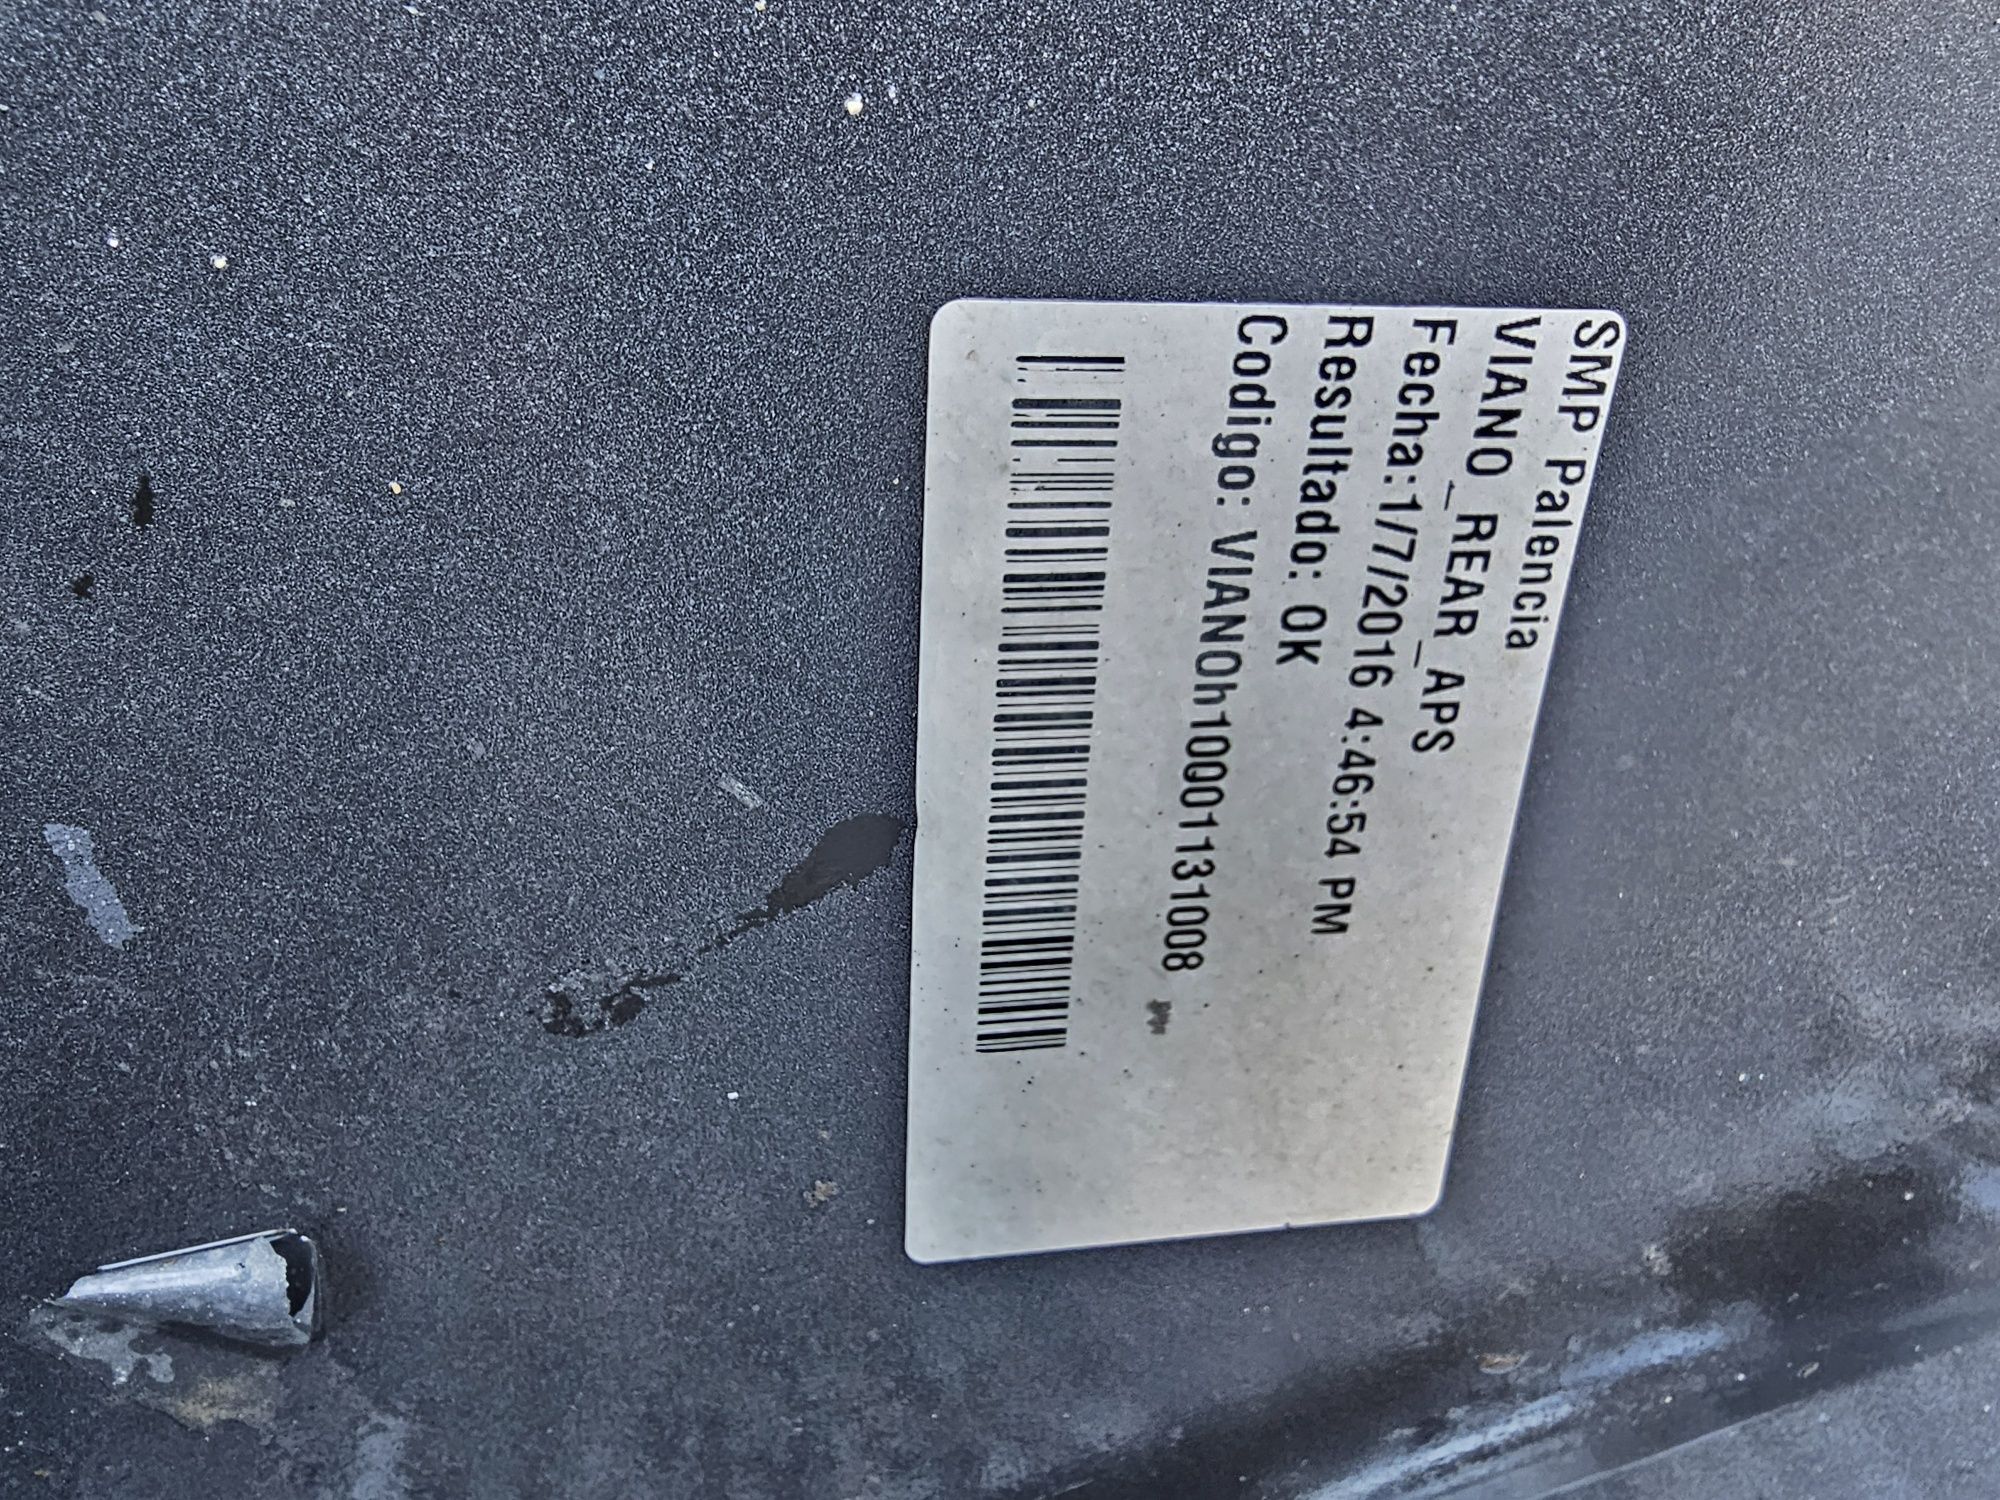 SMP Palencia
VIANO_REAR_APS
Fecha:1/7/2016 4:46:54 PM
Resultado: OK
Codigo: VIANOh10001131008